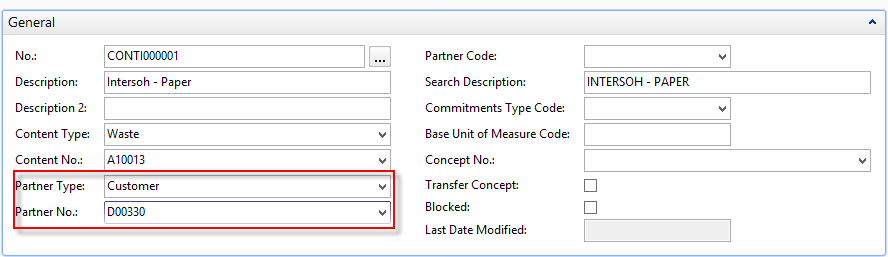 General
No.: CONTI000001 ...
Description: Intersoh - Paper
Description 2:
Content Type: Waste
Content No.: A10013
Partner Type: Customer
Partner No.: D00330
Partner Code:
Search Description: INTERSOH - PAPER
Commitments Type Code:
Base Unit of Measure Code:
Concept No.:
Transfer Concept:
Blocked:
Last Date Modified: